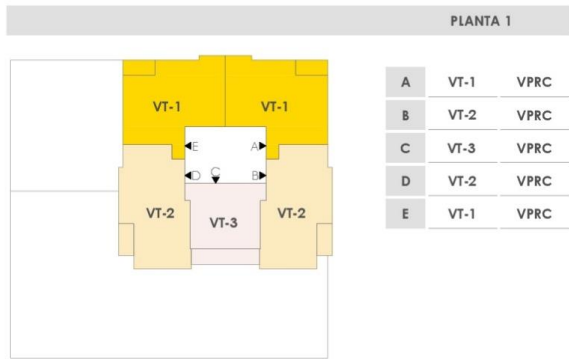 PLANTA 1
VT-1 VT-1
E A
D C B
VT-2 VT-3 VT-2
A VT-1 VPRC
B VT-2 VPRC
C VT-3 VPRC
D VT-2 VPRC
E VT-1 VPRC